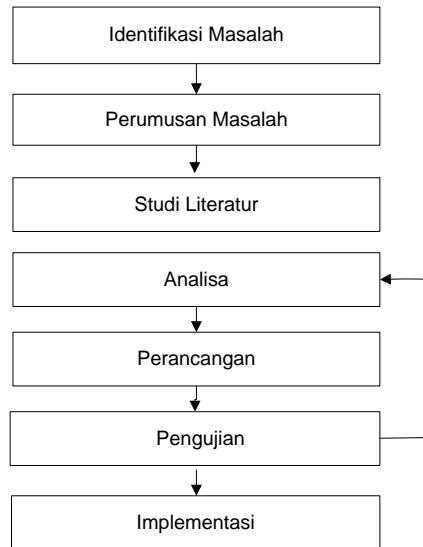 Identifikasi Masalah
Perumusan Masalah
Studi Literatur
Analisa
Perancangan
Pengujian
Implementasi